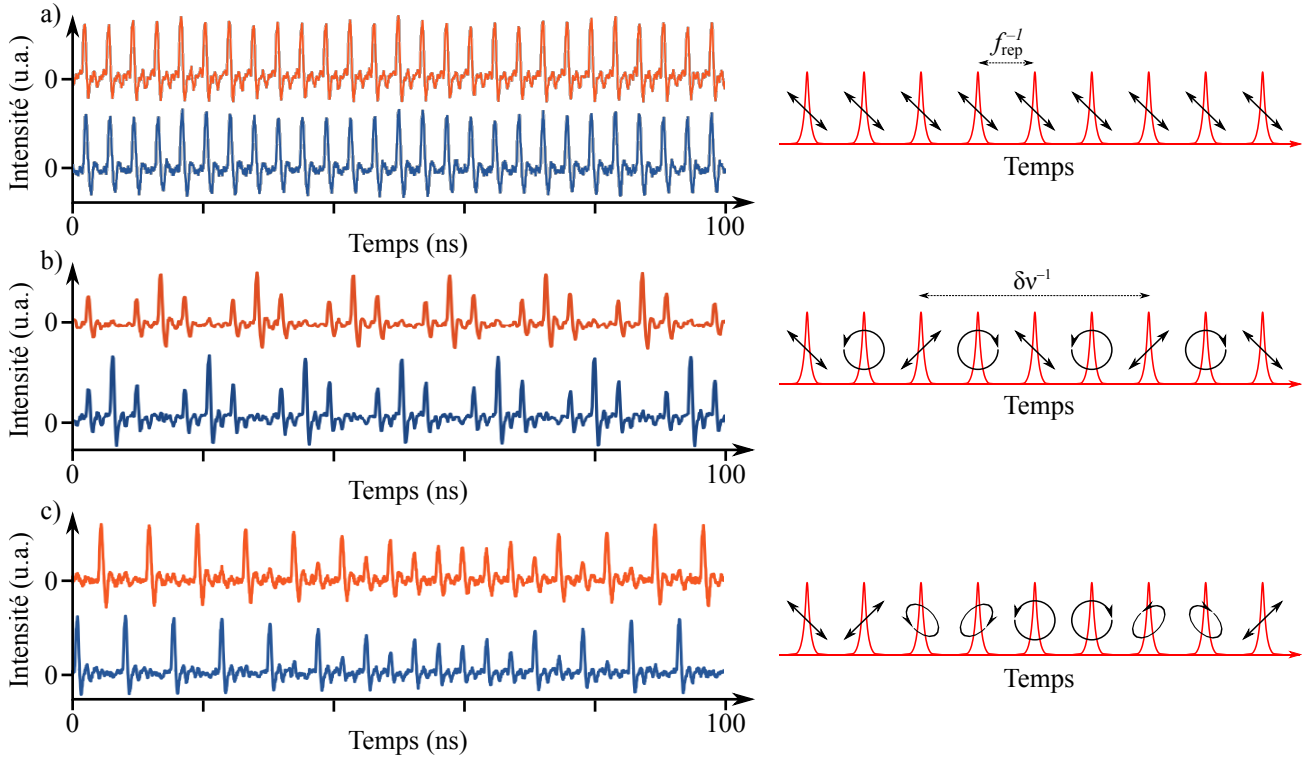 a)
Intensité (u.a.)
0
0
0
100
Temps (ns)
f_rep^-1
Temps
b)
Intensité (u.a.)
0
0
0
100
Temps (ns)
δν⁻¹
Temps
c)
Intensité (u.a.)
0
0
0
100
Temps (ns)
Temps